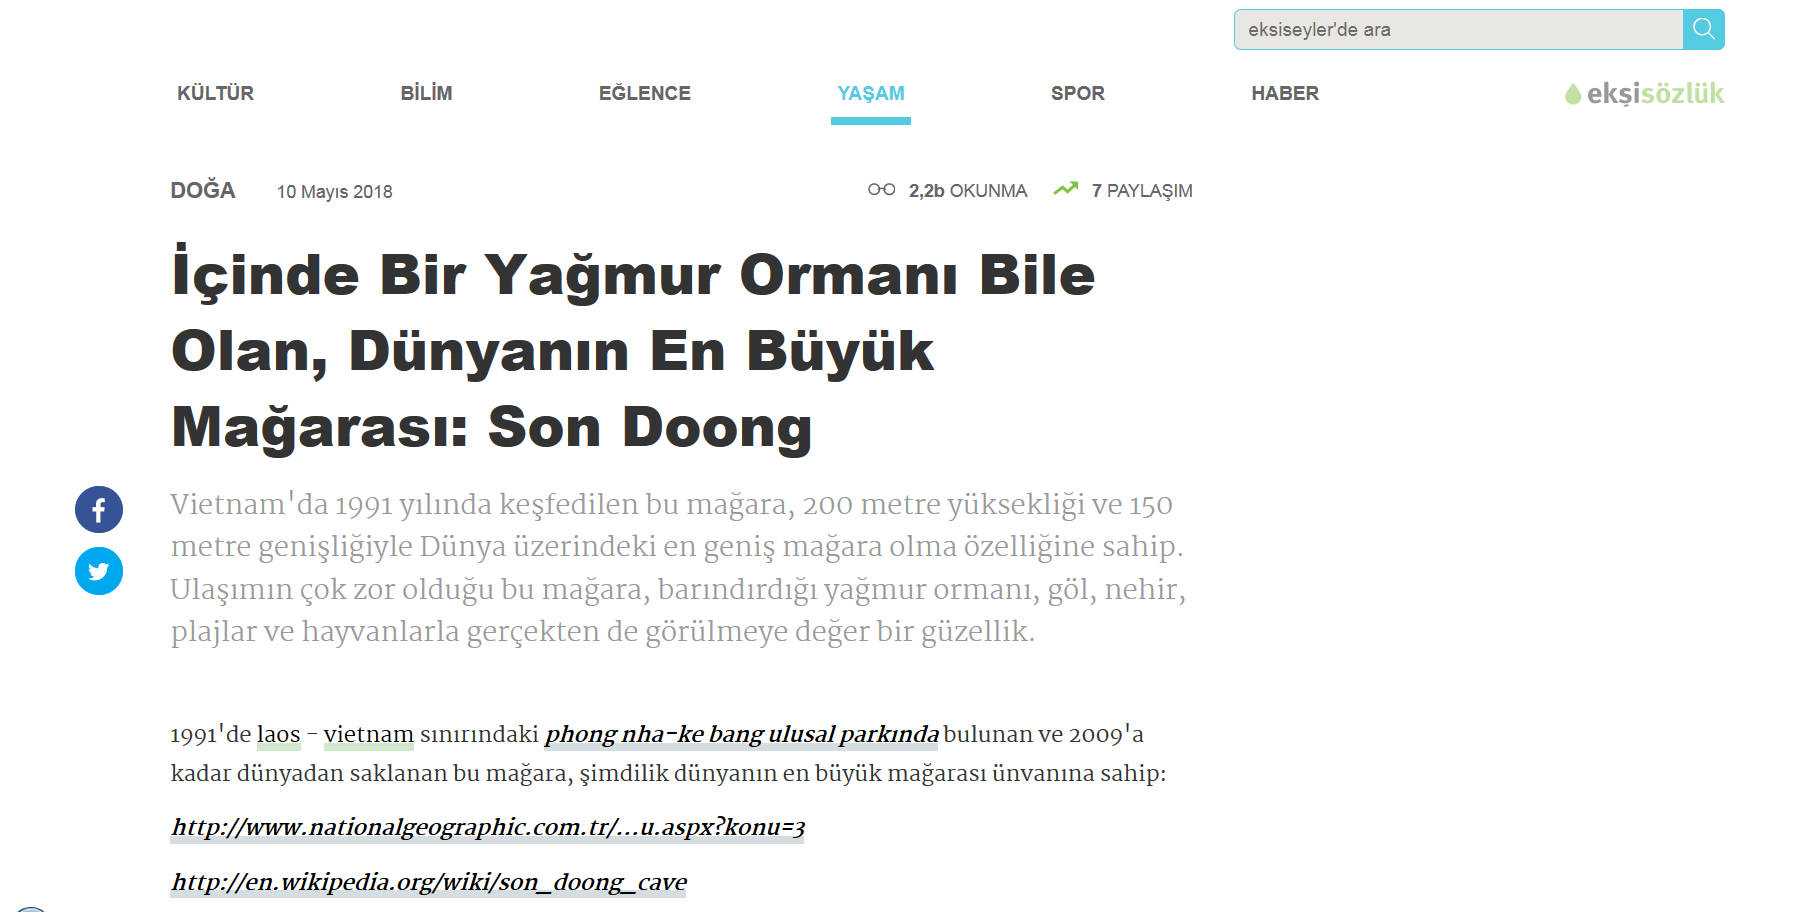 eksiseyler'de ara
KÜLTÜR BİLİM EĞLENCE YAŞAM SPOR HABER ekşisözlük
DOĞA 10 Mayıs 2018 2,2b OKUNMA 7 PAYLAŞIM
İçinde Bir Yağmur Ormanı Bile
Olan, Dünyanın En Büyük
Mağarası: Son Doong
Vietnam'da 1991 yılında keşfedilen bu mağara, 200 metre yüksekliği ve 150
metre genişliğiyle Dünya üzerindeki en geniş mağara olma özelliğine sahip.
Ulaşımın çok zor olduğu bu mağara, barındırdığı yağmur ormanı, göl, nehir,
plajlar ve hayvanlarla gerçekten de görülmeye değer bir güzellik.
1991'de laos - vietnam sınırındaki phong nha-ke bang ulusal parkında bulunan ve 2009'a
kadar dünyadan saklanan bu mağara, şimdilik dünyanın en büyük mağarası ünvanına sahip:
http://www.nationalgeographic.com.tr/...u.aspx?konu=3
http://en.wikipedia.org/wiki/son_doong_cave